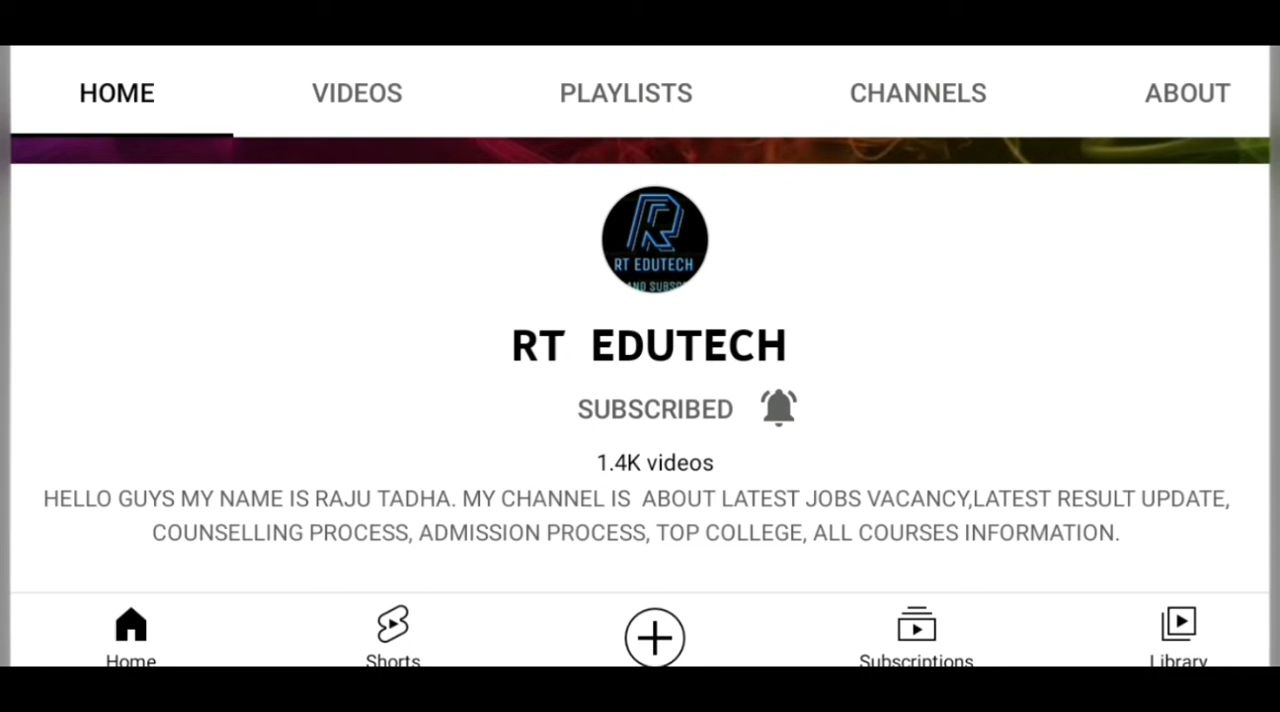 HOME VIDEOS PLAYLISTS CHANNELS ABOUT
RT EDUTECH
AND SUBSC
RT EDUTECH
SUBSCRIBED
1.4K videos
HELLO GUYS MY NAME IS RAJU TADHA. MY CHANNEL IS ABOUT LATEST JOBS VACANCY,LATEST RESULT UPDATE,
COUNSELLING PROCESS, ADMISSION PROCESS, TOP COLLEGE, ALL COURSES INFORMATION.
Home Shorts Subscriptions Library